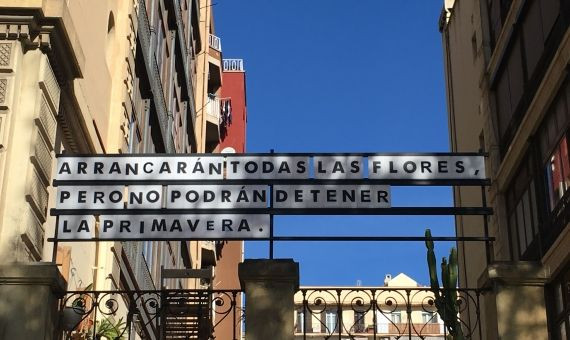 ARRANCARÁN TODAS LAS FLORES,
PERO NO PODRÁN DETENER
LA PRIMAVERA.